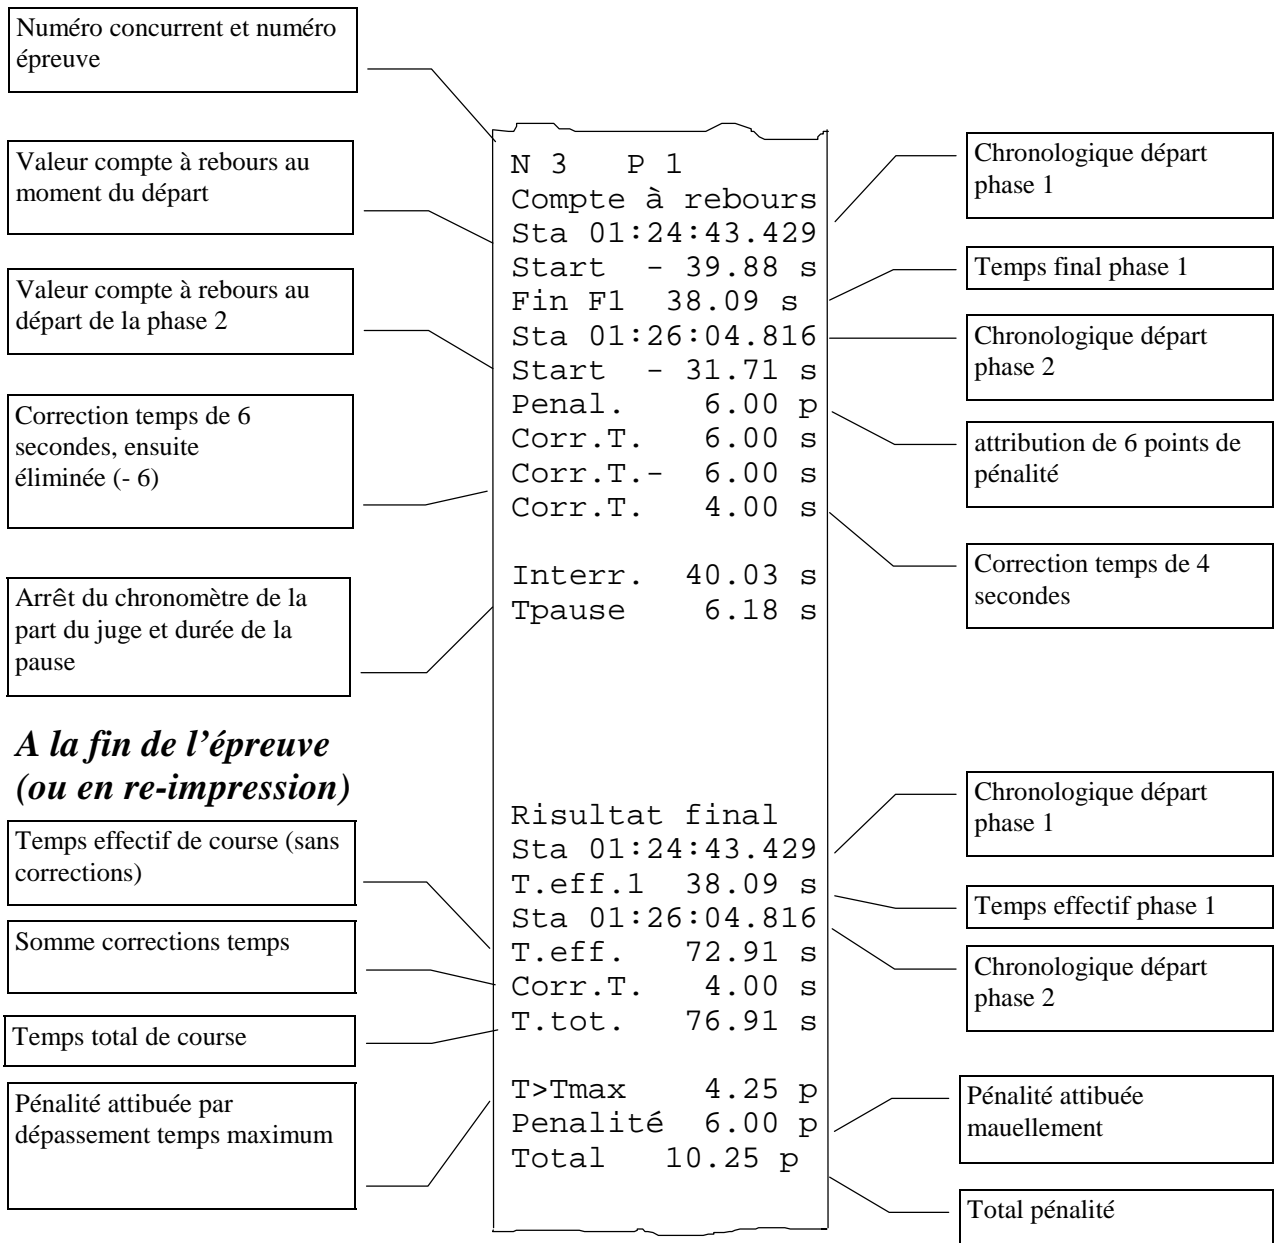 Numéro concurrent et numéro
épreuve
Valeur compte à rebours au
moment du départ
Valeur compte à rebours au
départ de la phase 2
Correction temps de 6
secondes, ensuite
éliminée (- 6)
Arrêt du chronomètre de la
part du juge et durée de la
pause
A la fin de l’épreuve
(ou en re-impression)
Temps effectif de course (sans
corrections)
Somme corrections temps
Temps total de course
Pénalité attibuée par
dépassement temps maximum
N 3 P 1
Compte à rebours
Sta 01:24:43.429
Start - 39.88 s
Fin F1 38.09 s
Sta 01:26:04.816
Start - 31.71 s
Penal. 6.00 p
Corr.T. 6.00 s
Corr.T.- 6.00 s
Corr.T. 4.00 s
Interr. 40.03 s
Tpause 6.18 s
Risultat final
Sta 01:24:43.429
T.eff.1 38.09 s
Sta 01:26:04.816
T.eff. 72.91 s
Corr.T. 4.00 s
T.tot. 76.91 s
T>Tmax 4.25 p
Penalité 6.00 p
Total 10.25 p
Chronologique départ
phase 1
Temps final phase 1
Chronologique départ
phase 2
attribution de 6 points de
pénalité
Correction temps de 4
secondes
Chronologique départ
phase 1
Temps effectif phase 1
Chronologique départ
phase 2
Pénalité attibuée
mauellement
Total pénalité